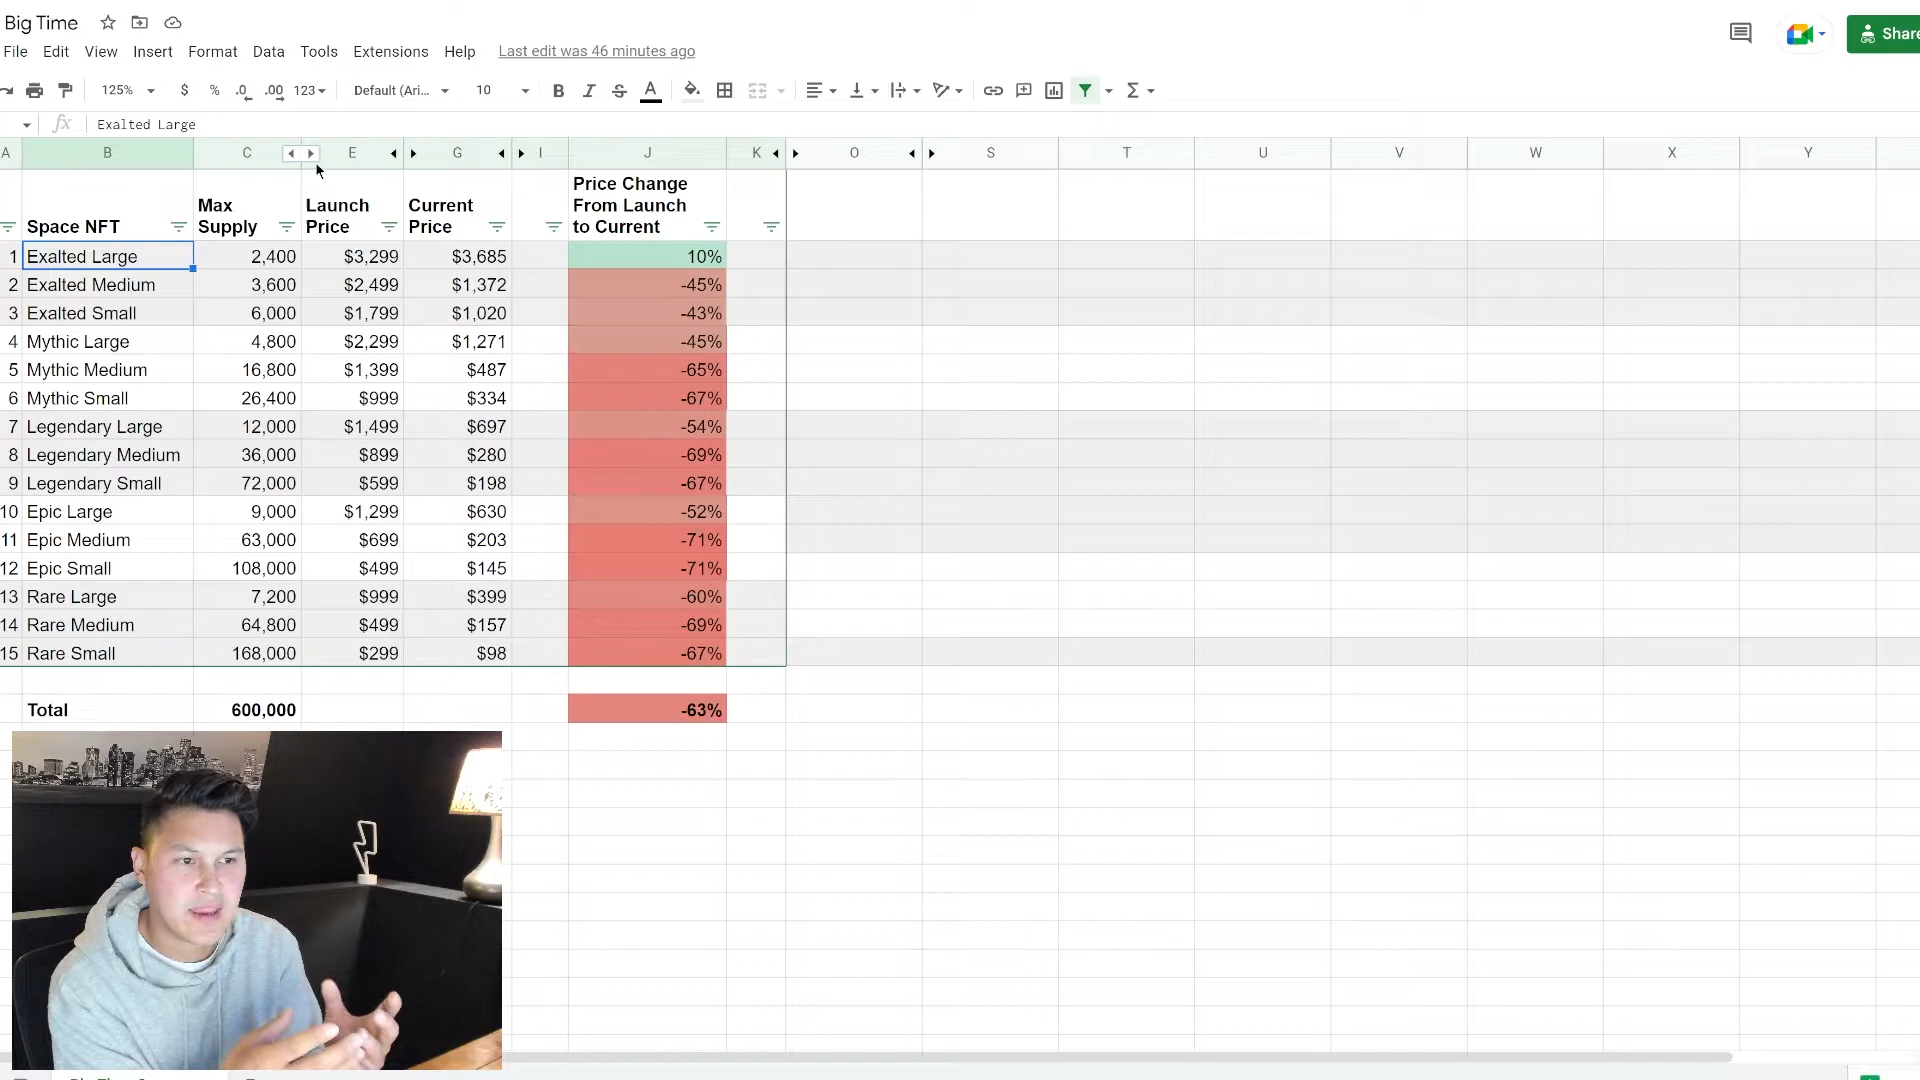 Big Time
File Edit View Insert Format Data Tools Extensions Help Last edit was 46 minutes ago
Share
125% $ % .0 .00 123 Default (Ari... 10 B I S A Σ
fx Exalted Large
A B C E G I J K O S T U V W X Y
Space NFT Max Supply Launch Price Current Price Price Change From Launch to Current
1 Exalted Large 2,400 $3,299 $3,685 10%
2 Exalted Medium 3,600 $2,499 $1,372 -45%
3 Exalted Small 6,000 $1,799 $1,020 -43%
4 Mythic Large 4,800 $2,299 $1,271 -45%
5 Mythic Medium 16,800 $1,399 $487 -65%
6 Mythic Small 26,400 $999 $334 -67%
7 Legendary Large 12,000 $1,499 $697 -54%
8 Legendary Medium 36,000 $899 $280 -69%
9 Legendary Small 72,000 $599 $198 -67%
10 Epic Large 9,000 $1,299 $630 -52%
11 Epic Medium 63,000 $699 $203 -71%
12 Epic Small 108,000 $499 $145 -71%
13 Rare Large 7,200 $999 $399 -60%
14 Rare Medium 64,800 $499 $157 -69%
15 Rare Small 168,000 $299 $98 -67%
Total 600,000 -63%